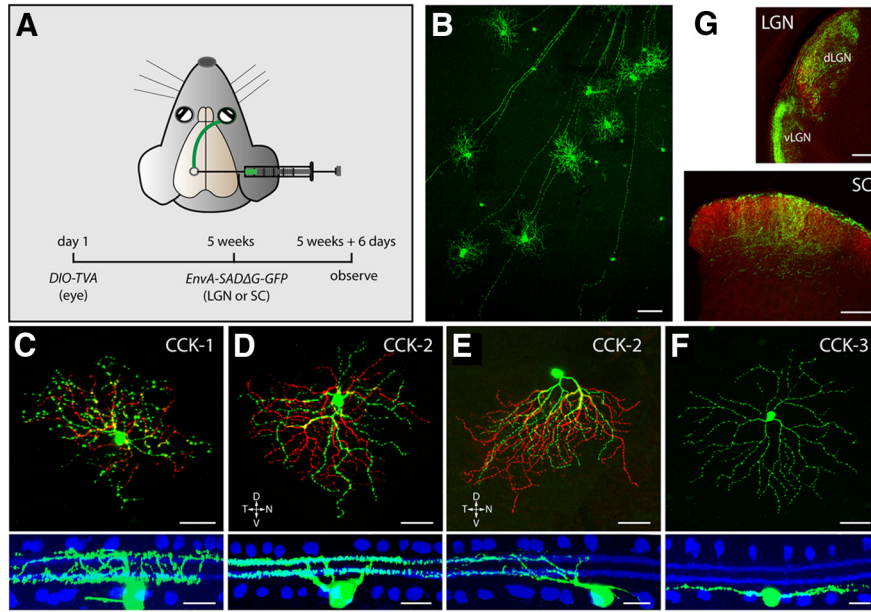 A
day 1
5 weeks
5 weeks + 6 days
DIO-TVA
(eye)
EnvA-SADΔG-GFP
(LGN or SC)
observe
B
G
LGN
dLGN
vLGN
SC
C
CCK-1
D
CCK-2
D
T N
V
E
CCK-2
D
T N
V
F
CCK-3